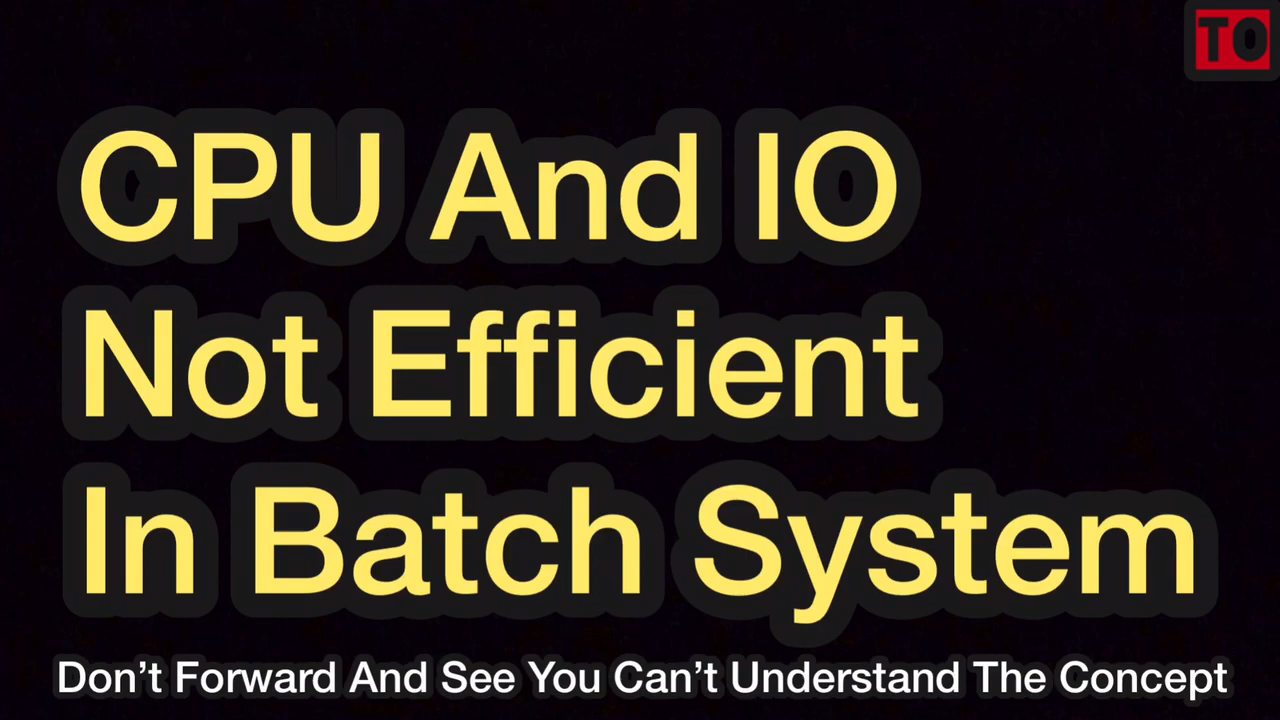 TO
CPU And IO
Not Efficient
In Batch System
Don’t Forward And See You Can’t Understand The Concept